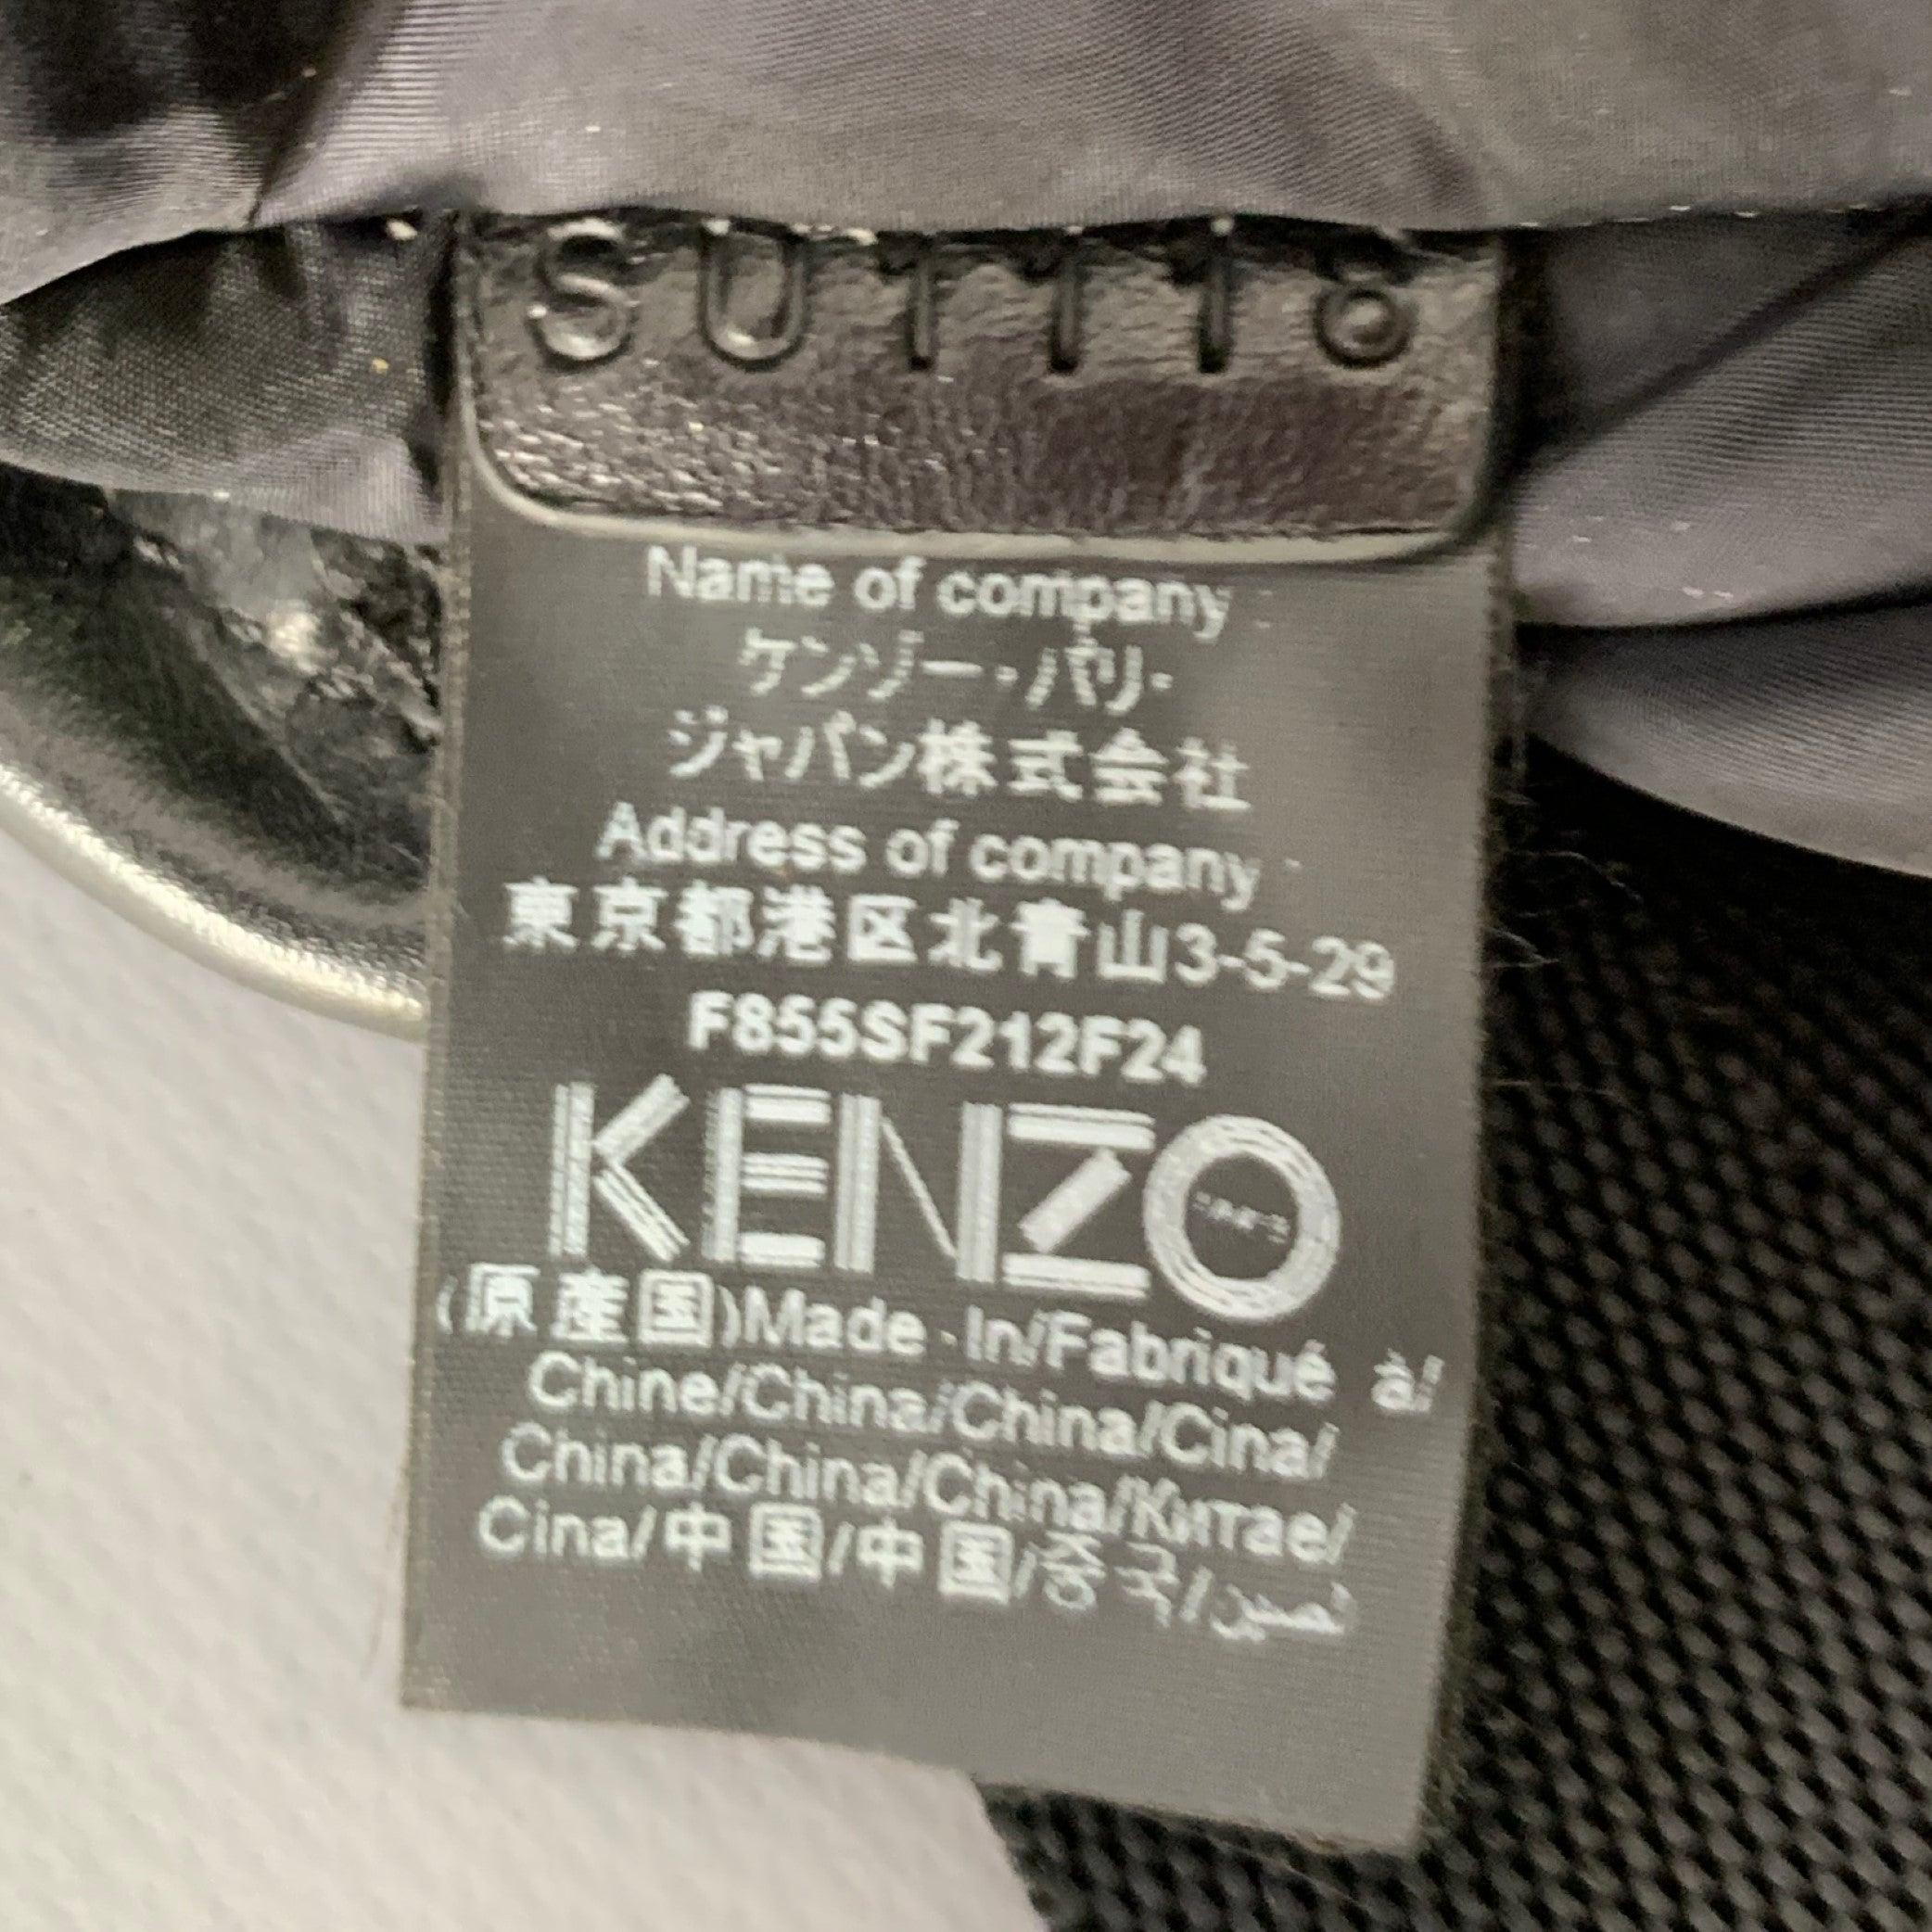 SU1118
Name of company :
ケンゾー・パリ・
ジャパン株式会社
Address of company :
東京都港区北青山3-5-29
F855SF212F24
KENZO
PARIS
(原産国)Made In/Fabriqué à/
Chine/China/China/Cina/
China/China/China/Китае/
Cina/中国/中国/중국/الصين